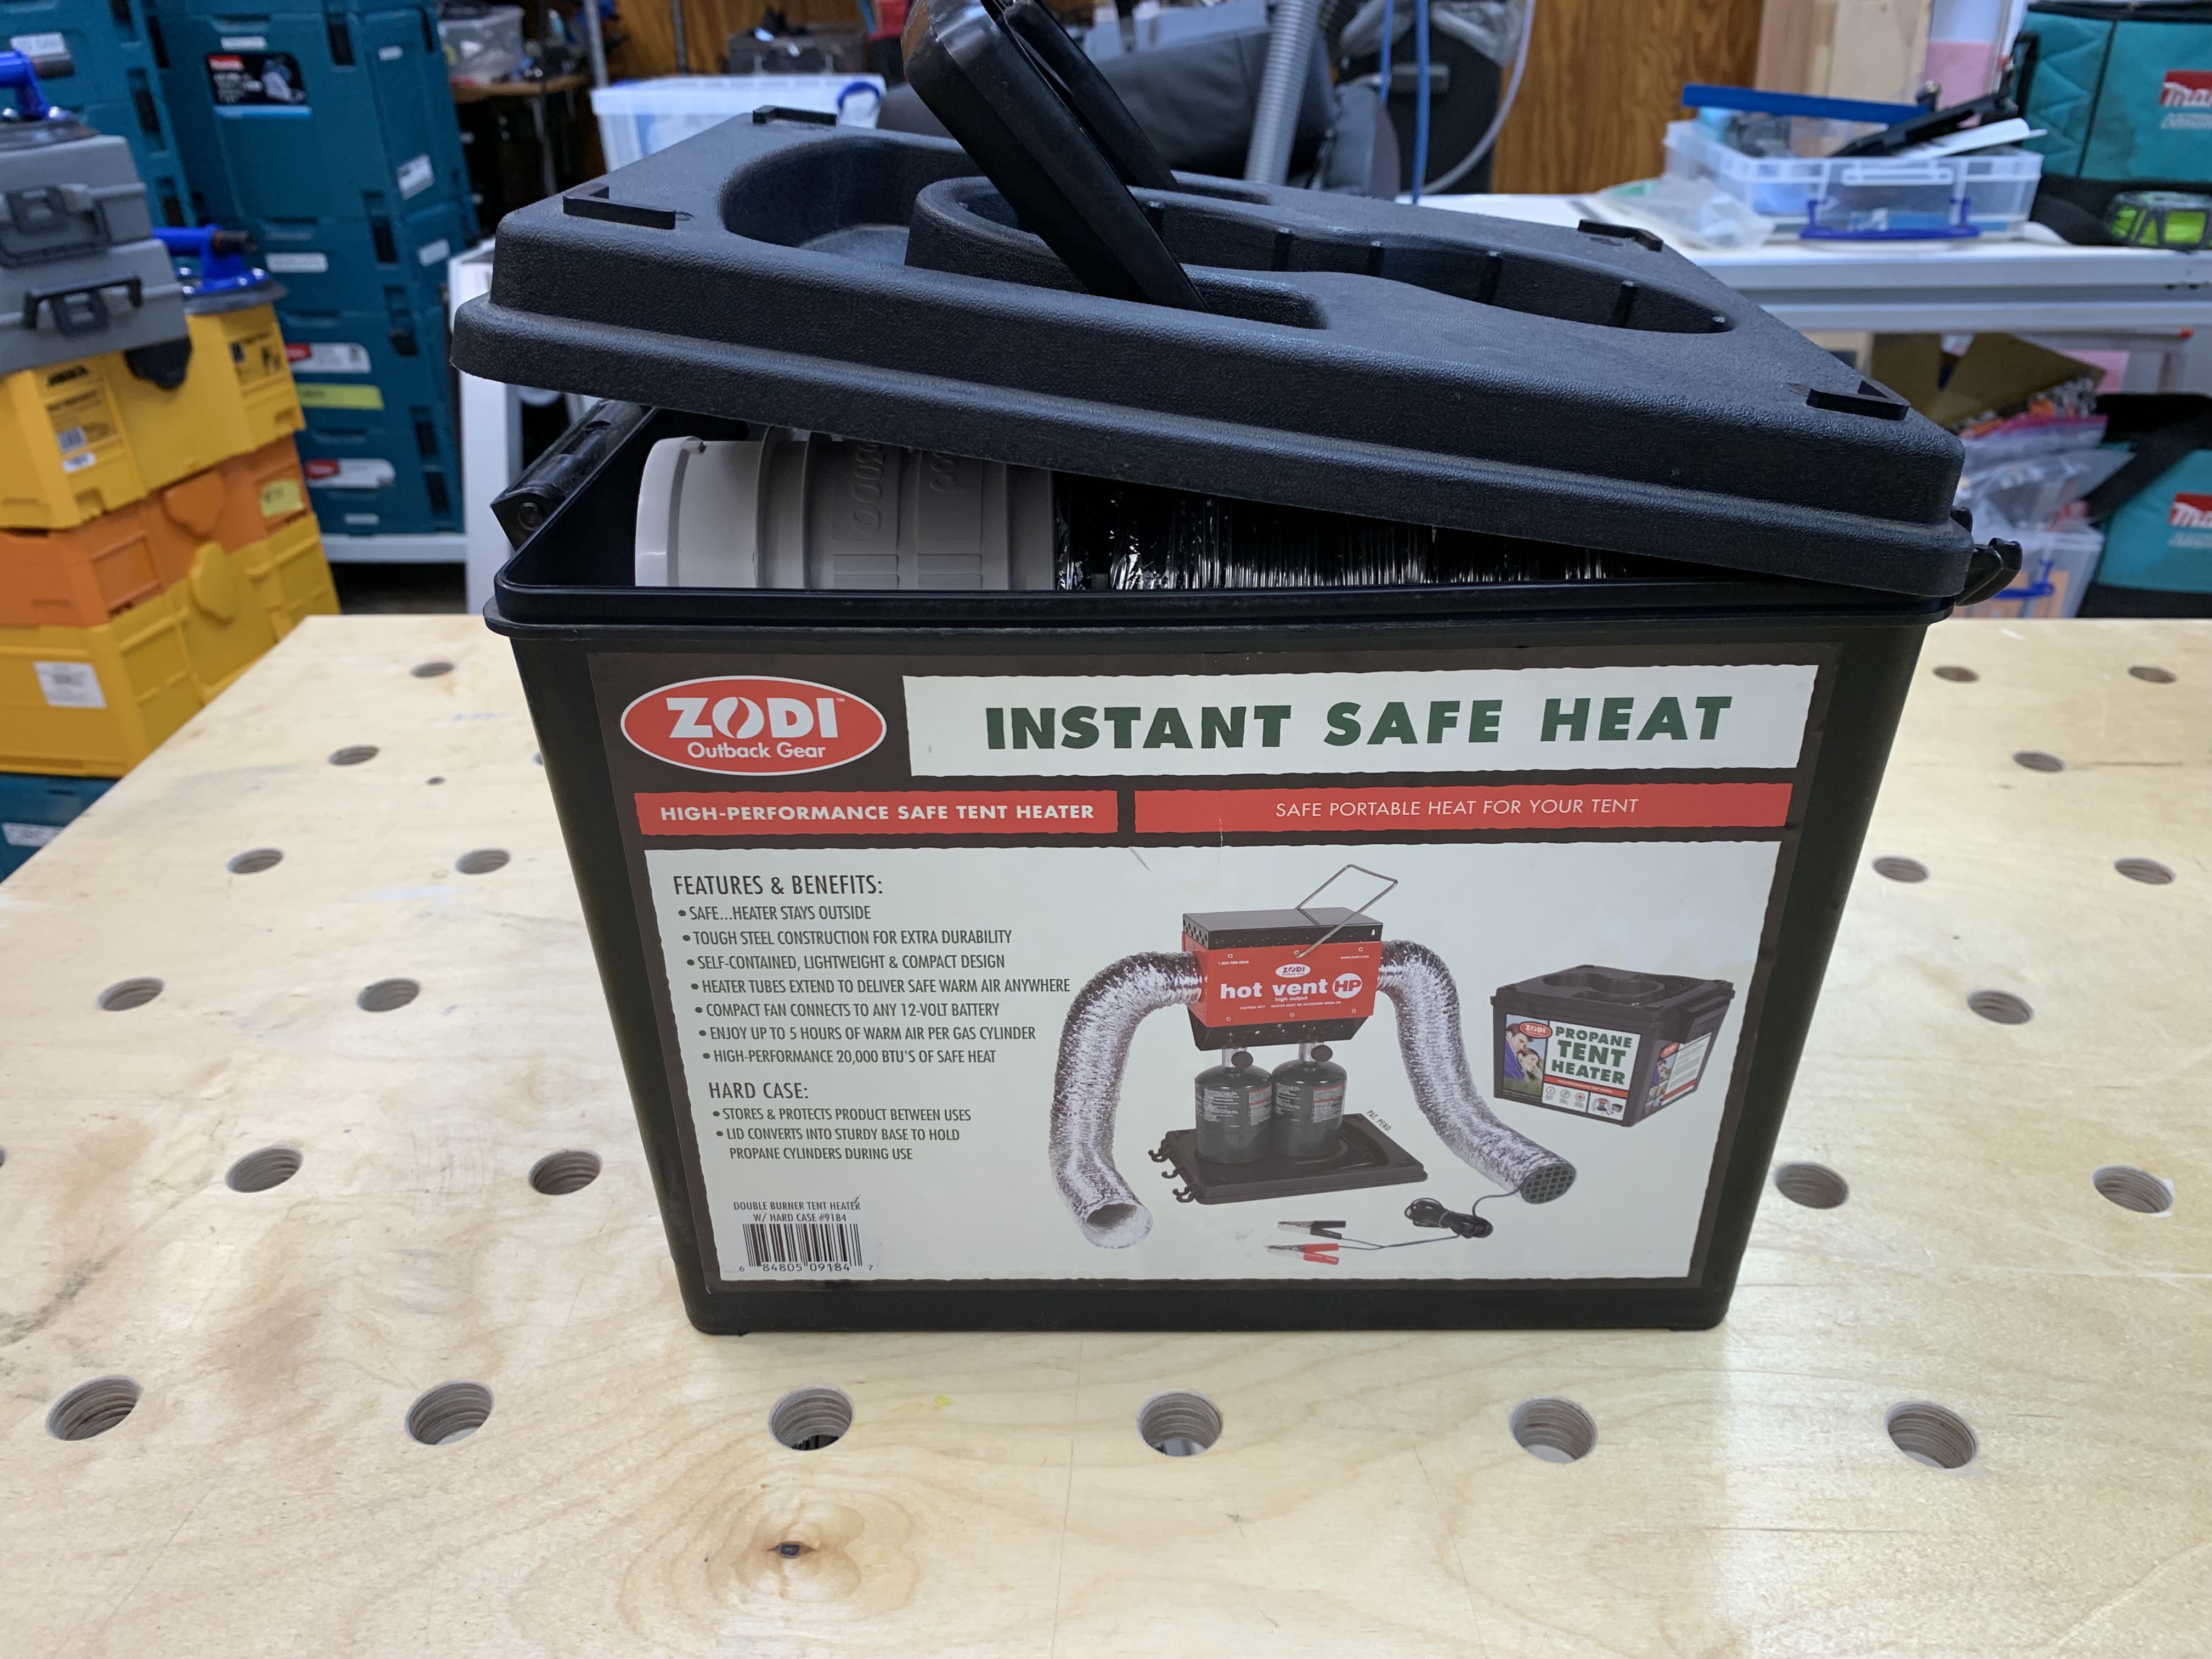 ZODI™
Outback Gear
INSTANT SAFE HEAT
HIGH-PERFORMANCE SAFE TENT HEATER
SAFE PORTABLE HEAT FOR YOUR TENT
FEATURES & BENEFITS:
• SAFE...HEATER STAYS OUTSIDE
• TOUGH STEEL CONSTRUCTION FOR EXTRA DURABILITY
• SELF-CONTAINED, LIGHTWEIGHT & COMPACT DESIGN
• HEATER TUBES EXTEND TO DELIVER SAFE WARM AIR ANYWHERE
• COMPACT FAN CONNECTS TO ANY 12-VOLT BATTERY
• ENJOY UP TO 5 HOURS OF WARM AIR PER GAS CYLINDER
• HIGH-PERFORMANCE 20,000 BTU'S OF SAFE HEAT
HARD CASE:
• STORES & PROTECTS PRODUCT BETWEEN USES
• LID CONVERTS INTO STURDY BASE TO HOLD
PROPANE CYLINDERS DURING USE
DOUBLE BURNER TENT HEATER
W/ HARD CASE #9184
6 84805 09184 7
ZODI
hot vent HP
high output
PAT. PEND.
ZODI
PROPANE
TENT
HEATER